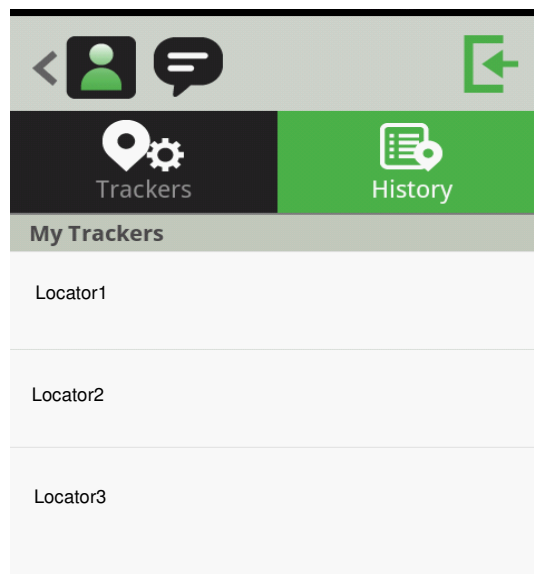 Trackers
History
My Trackers
Locator1
Locator2
Locator3